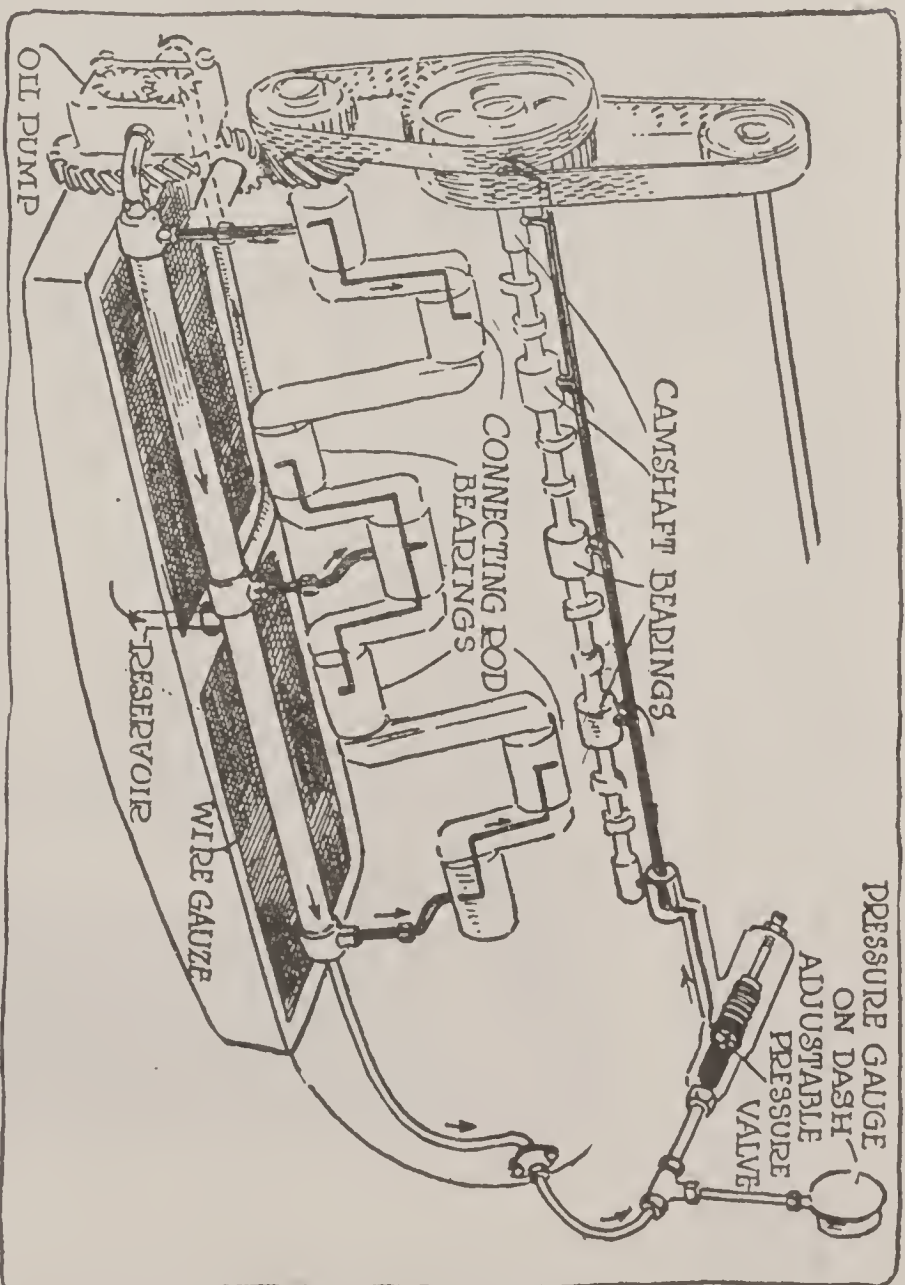 PRESSURE GAUGE
ON DASH
ADJUSTABLE
PRESSURE
VALVE
CAMSHAFT BEARINGS
CONNECTING ROD
BEARINGS
OIL PUMP
RESERVOIR
WIRE GAUZE